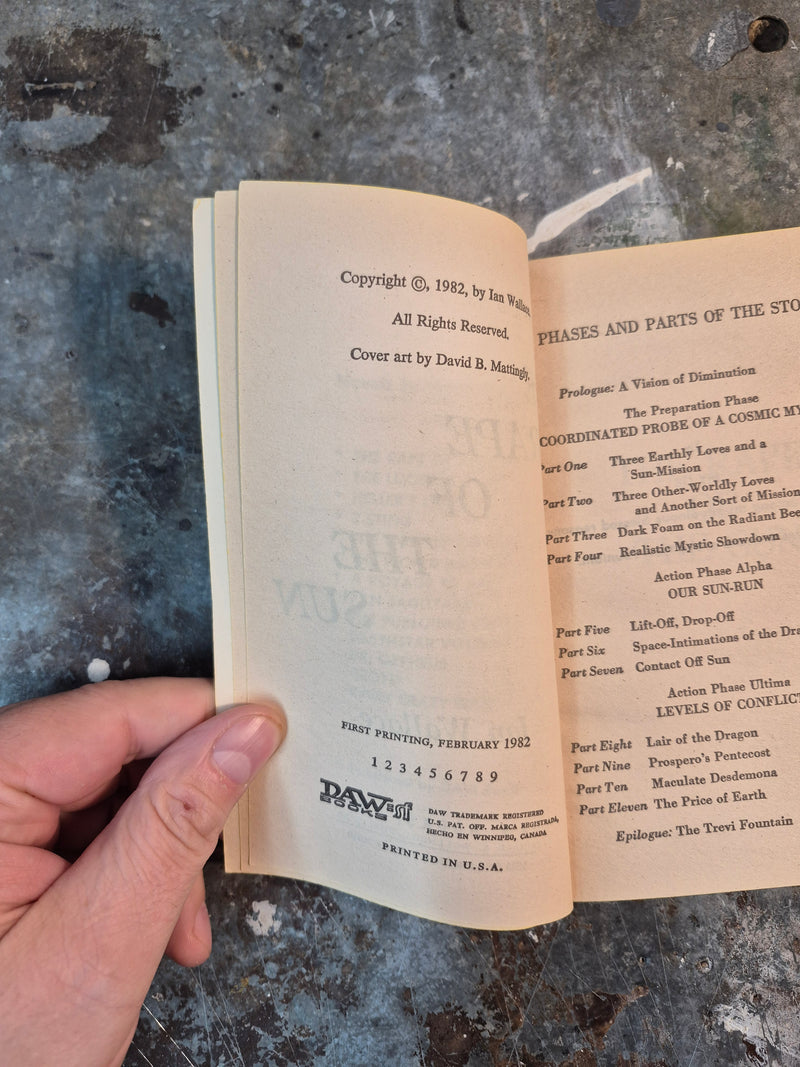 Copyright ©, 1982, by Ian Wallace.
All Rights Reserved.
Cover art by David B. Mattingly.
FIRST PRINTING, FEBRUARY 1982
1 2 3 4 5 6 7 8 9
DAW=sf
BOOKS
DAW TRADEMARK REGISTERED
U.S. PAT. OFF. MARCA REGISTRADA,
HECHO EN WINNIPEG, CANADA
PRINTED IN U.S.A.
PHASES AND PARTS OF THE STO
Prologue: A Vision of Diminution
The Preparation Phase
COORDINATED PROBE OF A COSMIC MY
Part One Three Earthly Loves and a
Sun-Mission
Part Two Three Other-Worldly Loves
and Another Sort of Mission
Part Three Dark Foam on the Radiant Bee
Part Four Realistic Mystic Showdown
Action Phase Alpha
OUR SUN-RUN
Part Five Lift-Off, Drop-Off
Part Six Space-Intimations of the Dra
Part Seven Contact Off Sun
Action Phase Ultima
LEVELS OF CONFLICT
Part Eight Lair of the Dragon
Part Nine Prospero's Pentecost
Part Ten Maculate Desdemona
Part Eleven The Price of Earth
Epilogue: The Trevi Fountain